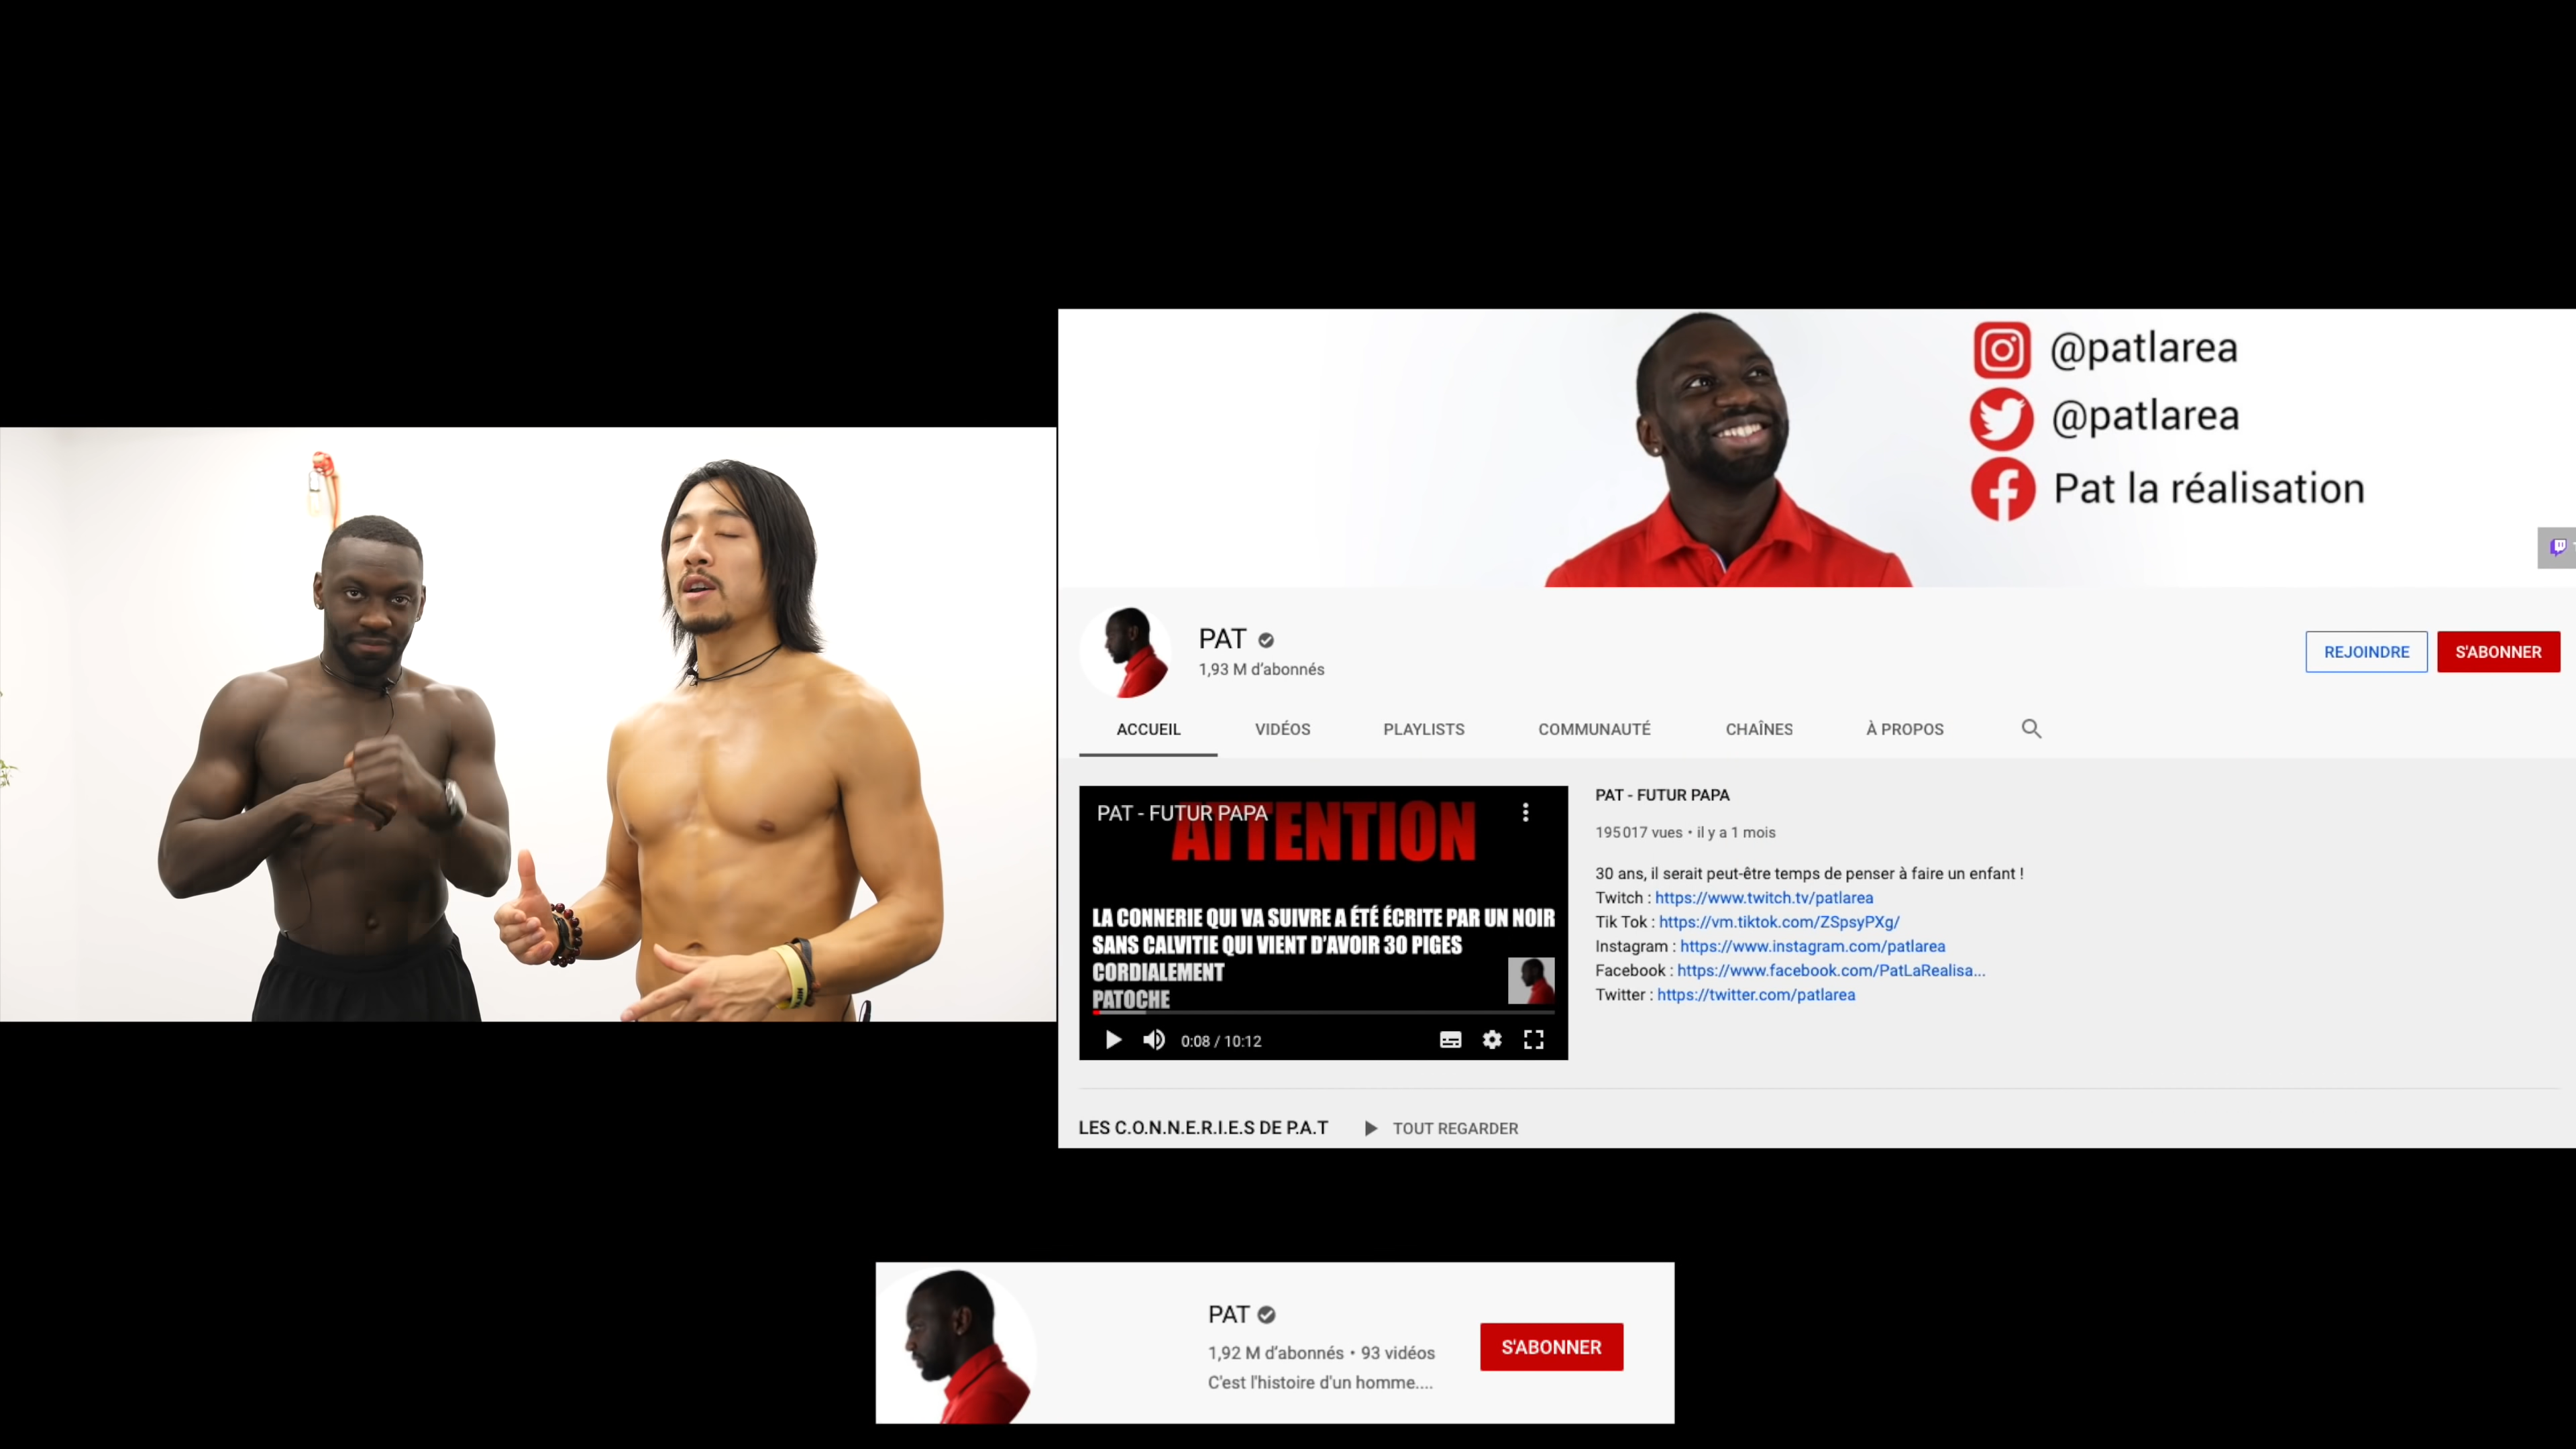 @patlarea
@patlarea
Pat la réalisation
PAT
1,93 M d'abonnés
REJOINDRE
S'ABONNER
ACCUEIL
VIDÉOS
PLAYLISTS
COMMUNAUTÉ
CHAÎNES
À PROPOS
PAT - FUTUR PAPA
ATTENTION
LA CONNERIE QUI VA SUIVRE A ÉTÉ ÉCRITE PAR UN NOIR
SANS CALVITIE QUI VIENT D'AVOIR 30 PIGES
CORDIALEMENT
PATOCHE
0:08 / 10:12
PAT - FUTUR PAPA
195 017 vues • il y a 1 mois
30 ans, il serait peut-être temps de penser à faire un enfant !
Twitch : https://www.twitch.tv/patlarea
Tik Tok : https://vm.tiktok.com/ZSpsyPXg/
Instagram : https://www.instagram.com/patlarea
Facebook : https://www.facebook.com/PatLaRealisa...
Twitter : https://twitter.com/patlarea
LES C.O.N.N.E.R.I.E.S DE P.A.T
TOUT REGARDER
PAT
1,92 M d'abonnés • 93 vidéos
C'est l'histoire d'un homme....
S'ABONNER